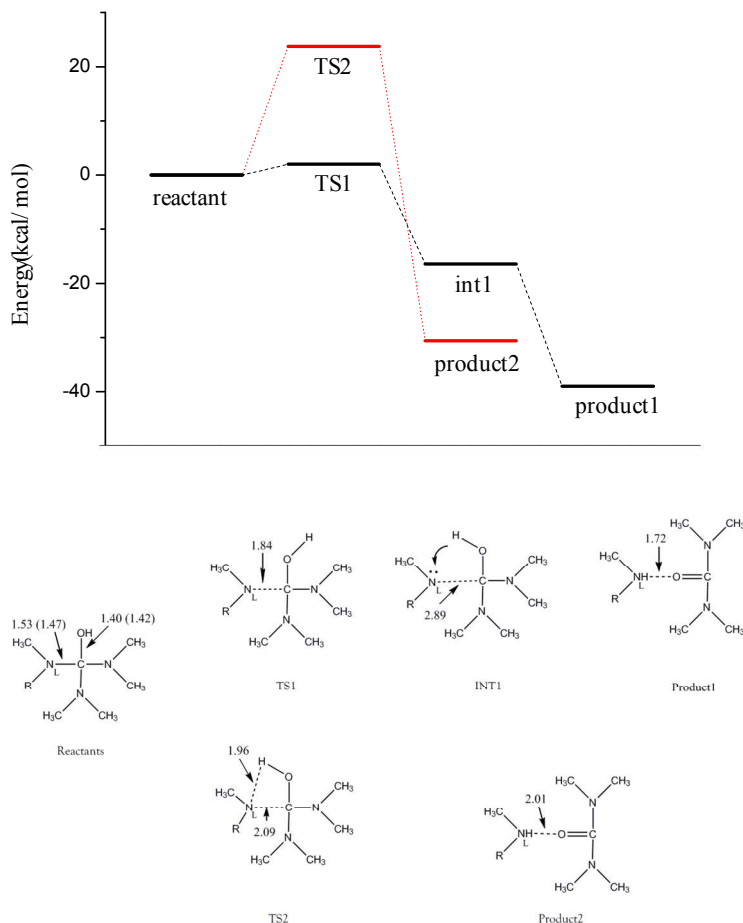 20
0
-20
-40
Energy(kcal/ mol)
TS2
reactant
TS1
int1
product2
product1
H
1.84
O
H3C
CH3
N
C
N
L
R
CH3
N
H3C
CH3
TS1
H
O
H3C
CH3
N
C
N
L
R
CH3
2.89
N
H3C
CH3
INT1
H3C
CH3
N
1.72
H3C
NH
O
C
L
R
N
H3C
CH3
Product1
1.53 (1.47)
1.40 (1.42)
OH
H3C
CH3
N
C
N
L
R
CH3
N
H3C
CH3
Reactants
1.96
H
O
H3C
CH3
N
C
N
L
R
2.09
CH3
N
H3C
CH3
TS2
H3C
CH3
N
2.01
H3C
NH
O
C
L
R
N
H3C
CH3
Product2